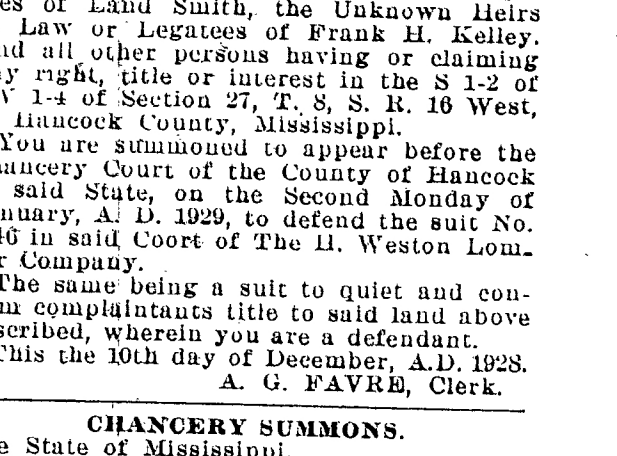 es of Land Smith, the Unknown Heirs
Law or Legatees of Frank H. Kelley.
nd all other persons having or claiming
y right, title or interest in the S 1-2 of
1-4 of Section 27, T. 8, S. R. 16 West,
Hancock County, Mississippi.
You are summoned to appear before the
hancery Court of the County of Hancock
said State, on the Second Monday of
nuary, A. D. 1929, to defend the suit No.
46 in said Coort of The H. Weston Lom-
r Company.
The same being a suit to quiet and con-
m complaintants title to said land above
scribed, wherein you are a defendant.
This the 10th day of December, A.D. 1928.
A. G. FAVRE, Clerk.
CHANCERY SUMMONS.
e State of Mississippi.